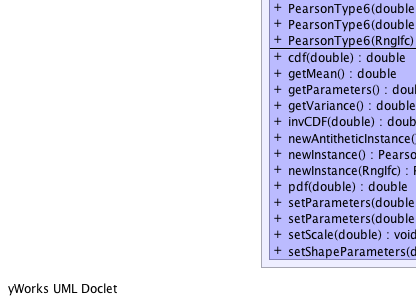 + PearsonType6(double
+ PearsonType6(double
+ PearsonType6(RngIfc)
+ cdf(double) : double
+ getMean() : double
+ getParameters() : doul
+ getVariance() : double
+ invCDF(double) : doub
+ newAntitheticInstance(
+ newInstance() : Pearso
+ newInstance(RngIfc) : P
+ pdf(double) : double
+ setParameters(double
+ setParameters(double
+ setScale(double) : void
+ setShapeParameters(d
yWorks UML Doclet